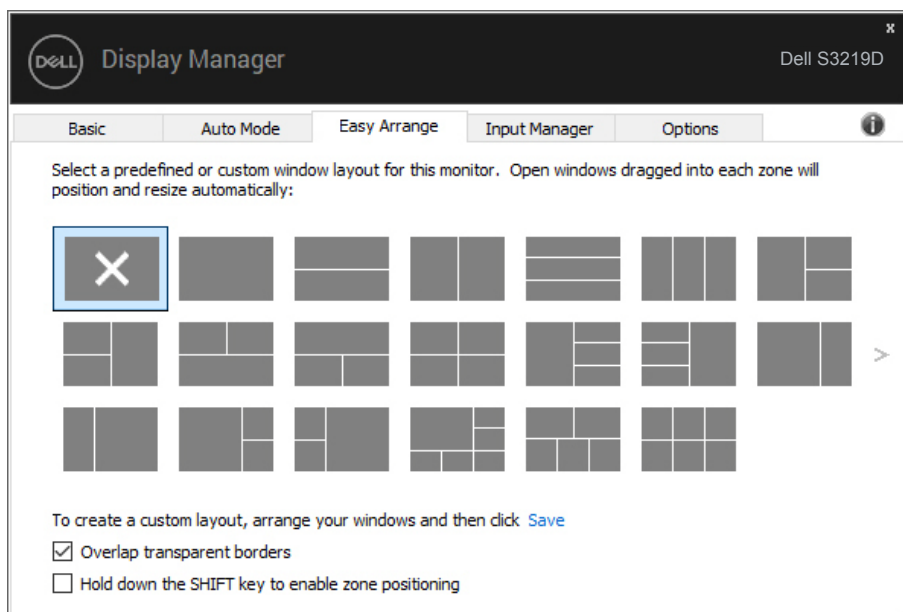 x
DELL
Display Manager
Dell S3219D
Basic
Auto Mode
Easy Arrange
Input Manager
Options
i
Select a predefined or custom window layout for this monitor. Open windows dragged into each zone will
position and resize automatically:
>
To create a custom layout, arrange your windows and then click Save
Overlap transparent borders
Hold down the SHIFT key to enable zone positioning